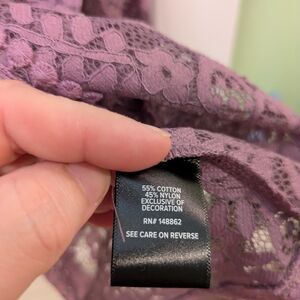 55% COTTON
45% NYLON
EXCLUSIVE OF
DECORATION
RN# 148862
SEE CARE ON REVERSE